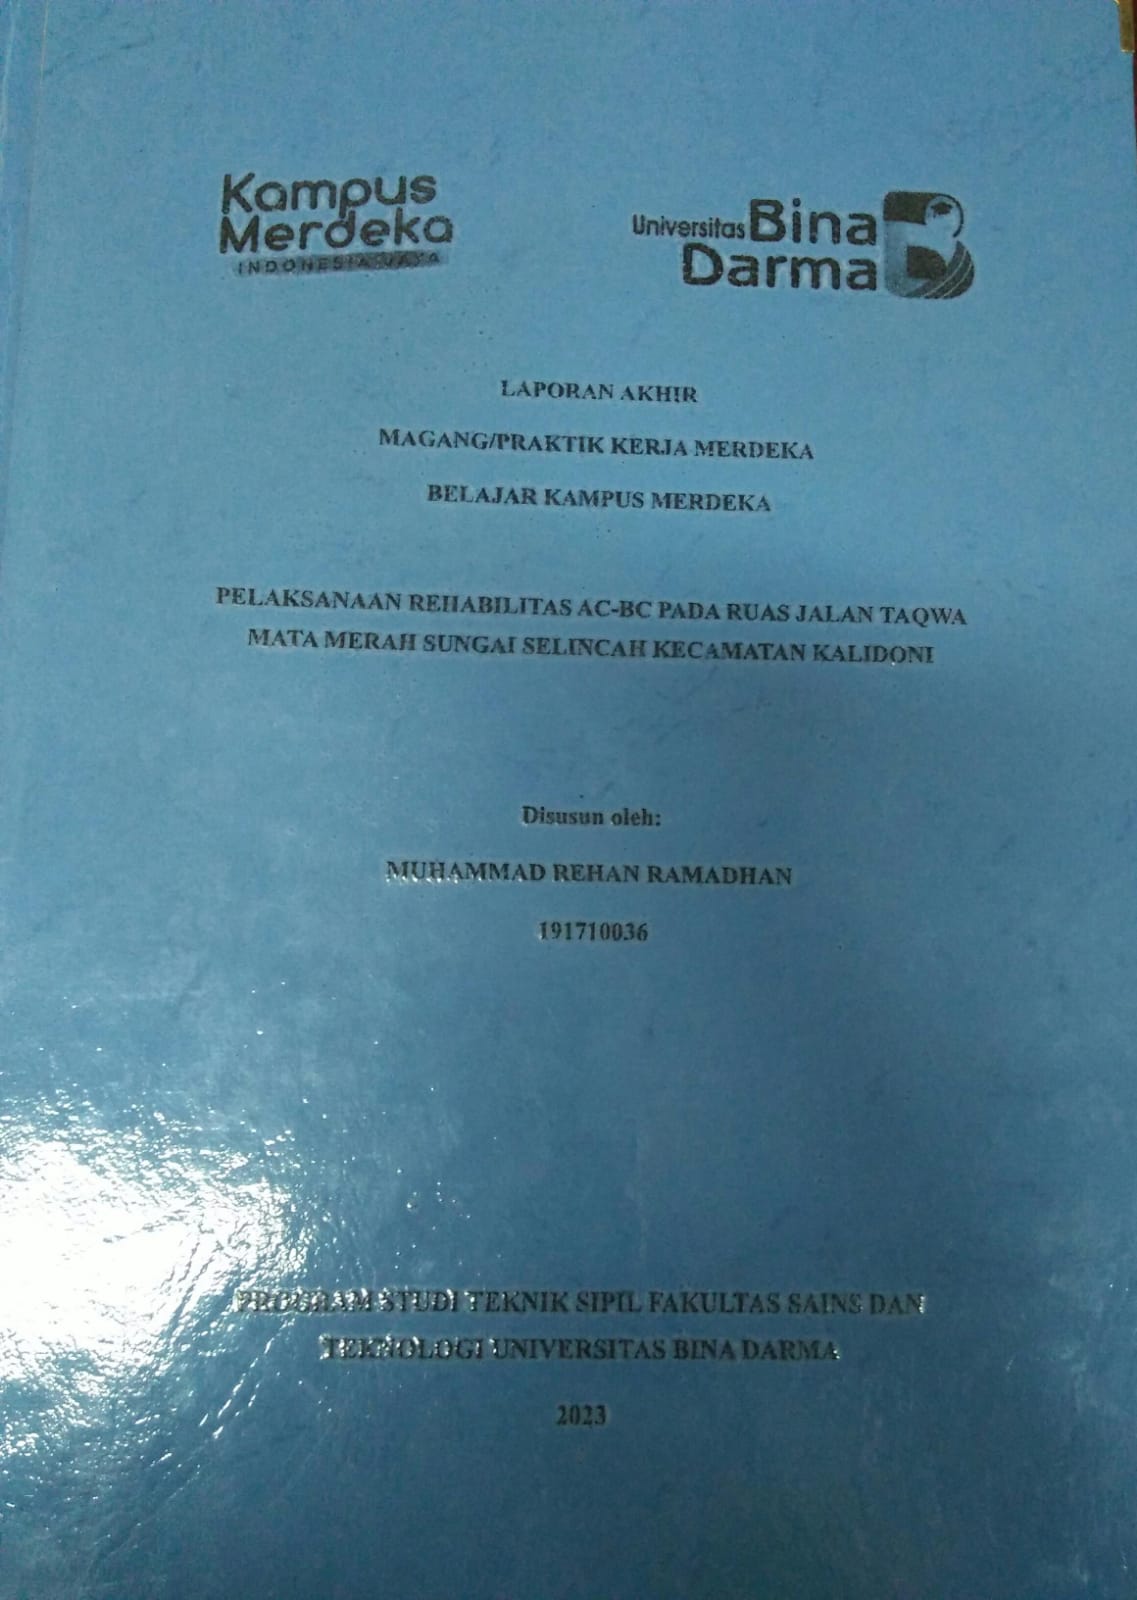 Kampus
Merdeka
INDONESIA JAYA
Universitas Bina
Darma
LAPORAN AKHIR
MAGANG/PRAKTIK KERJA MERDEKA
BELAJAR KAMPUS MERDEKA
PELAKSANAAN REHABILITAS AC-BC PADA RUAS JALAN TAQWA
MATA MERAH SUNGAI SELINCAH KECAMATAN KALIDONI
Disusun oleh:
MUHAMMAD REHAN RAMADHAN
191710036
PROGRAM STUDI TEKNIK SIPIL FAKULTAS SAINS DAN
TEKNOLOGI UNIVERSITAS BINA DARMA
2023